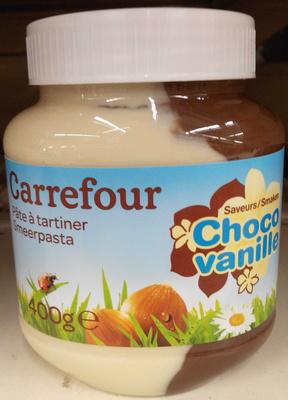 Carrefour
Pâte à tartiner
Smeerpasta
Saveurs/Smaken
Choco
vanille
400g e